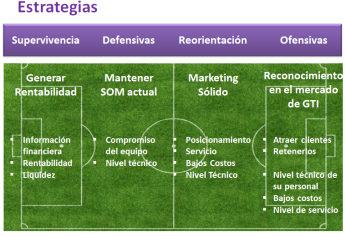 Estrategias
Supervivencia
Defensivas
Reorientación
Ofensivas
Generar
Rentabilidad
Mantener
SOM actual
Marketing
Sólido
Reconocimiento
en el mercado
de GTI
Información
financiera
Rentabilidad
Liquidez
Compromiso
del equipo
Nivel técnico
Posicionamiento
Servicio
Bajos Costos
Nivel Técnico
Atraer clientes
Retenerlos
Nivel técnico de
su personal
Bajos costos
Nivel de servicio